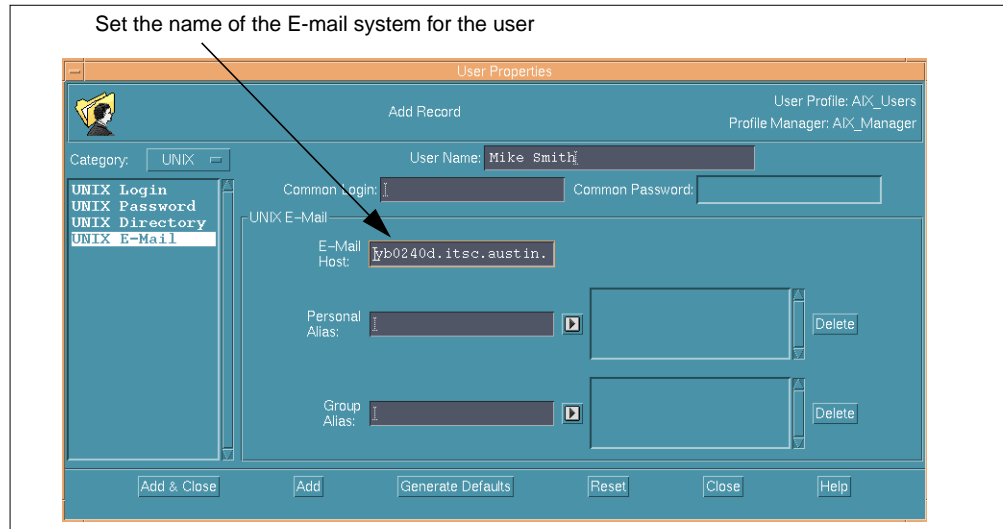 Set the name of the E-mail system for the user
User Properties
Add Record
User Profile: AIX_Users
Profile Manager: AIX_Manager
Category: UNIX
User Name: Mike Smith
UNIX Login
UNIX Password
UNIX Directory
UNIX E-Mail
Common Login:
Common Password:
UNIX E-Mail
E-Mail
Host:
yb0240d.itsc.austin.
Personal
Alias:
Delete
Group
Alias:
Delete
Add & Close
Add
Generate Defaults
Reset
Close
Help